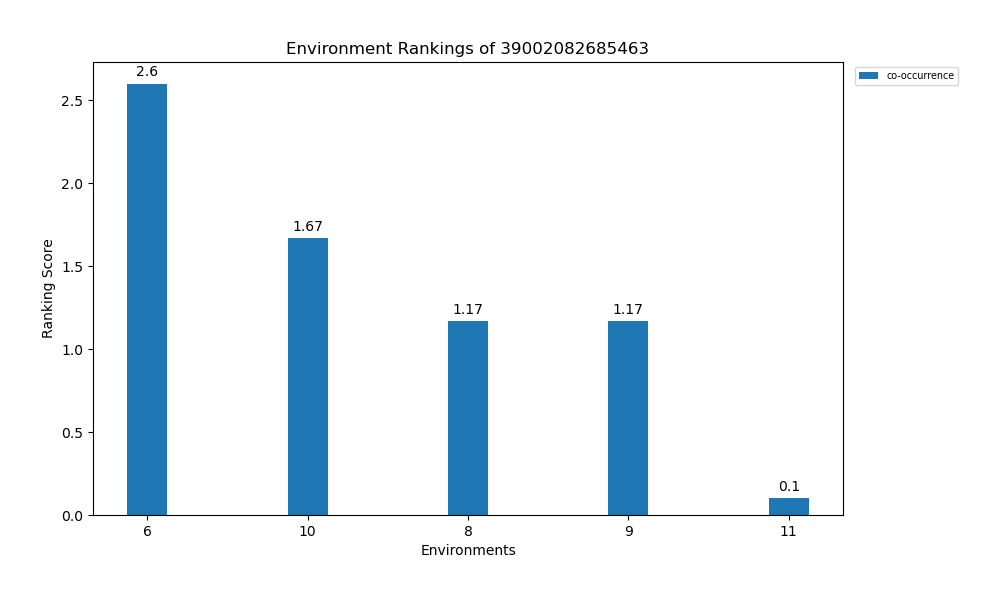 Environment Rankings of 39002082685463
co-occurrence
2.6
1.67
1.17
1.17
0.1
2.5
2.0
1.5
1.0
0.5
0.0
Ranking Score
6 10 8 9 11
Environments